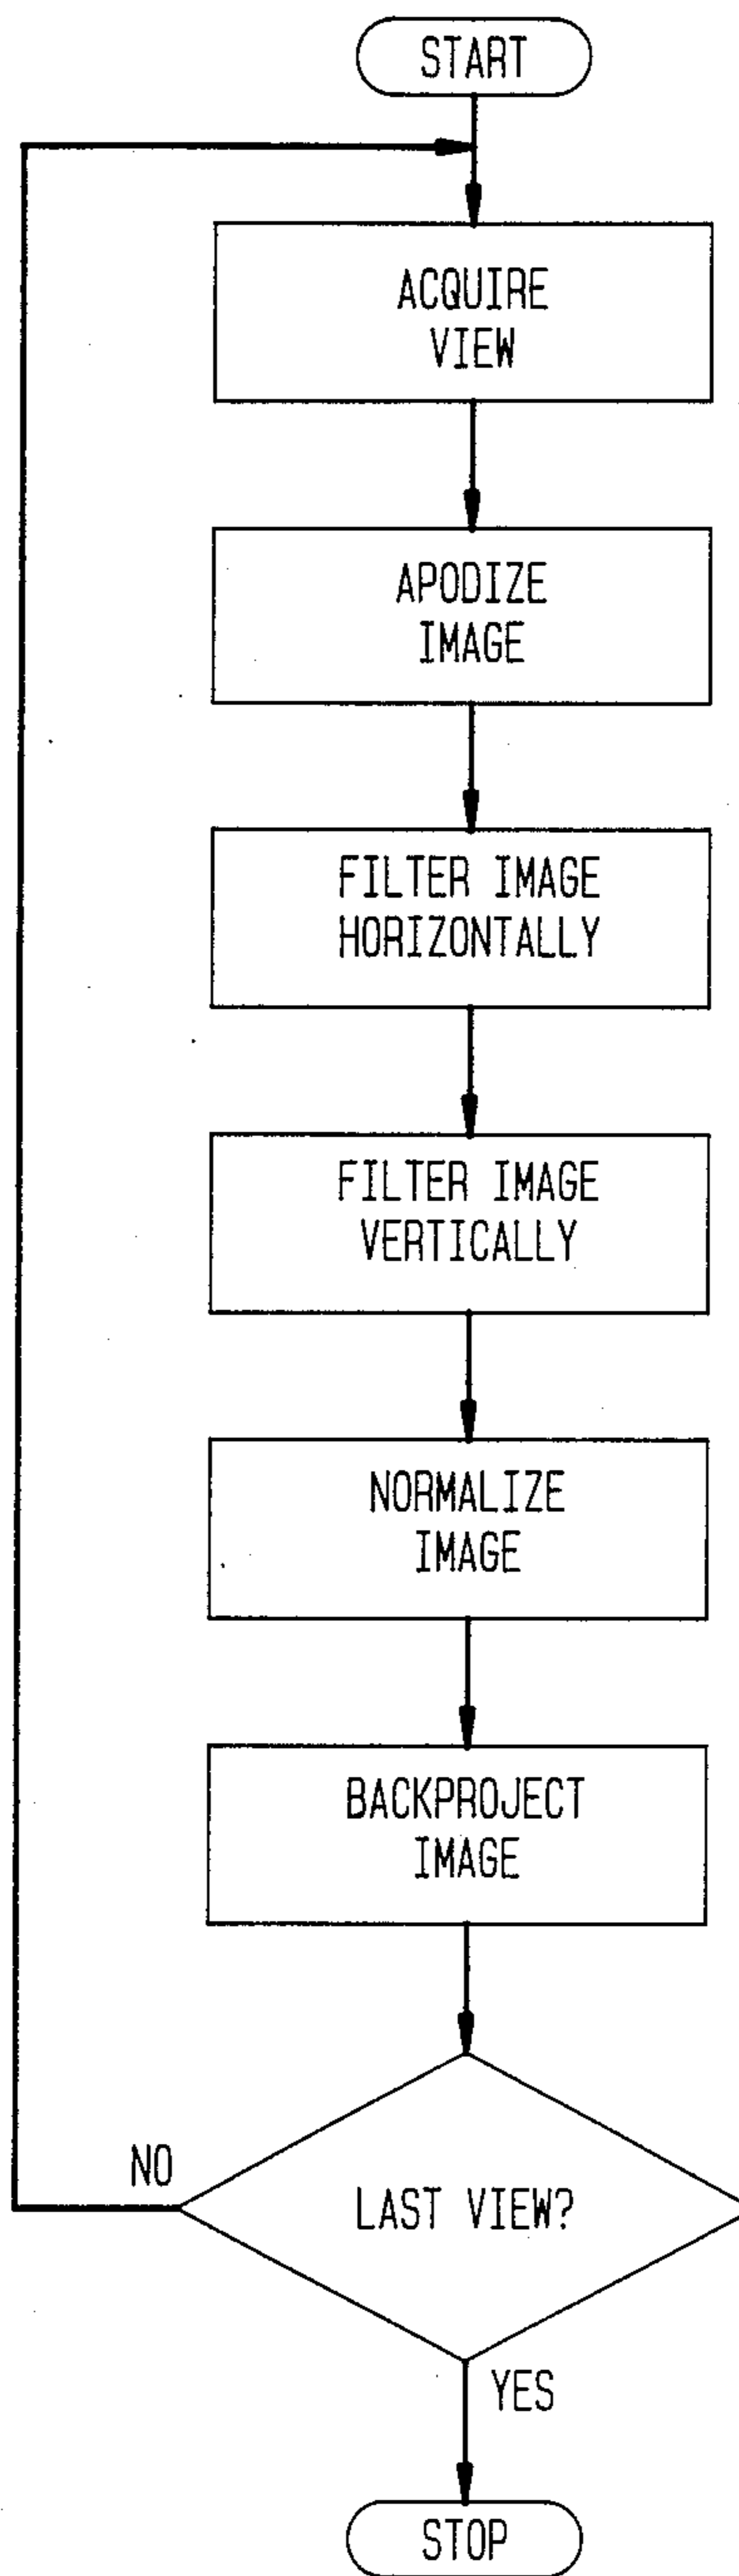 START
ACQUIRE
VIEW
APODIZE
IMAGE
FILTER IMAGE
HORIZONTALLY
FILTER IMAGE
VERTICALLY
NORMALIZE
IMAGE
BACKPROJECT
IMAGE
NO
LAST VIEW?
YES
STOP